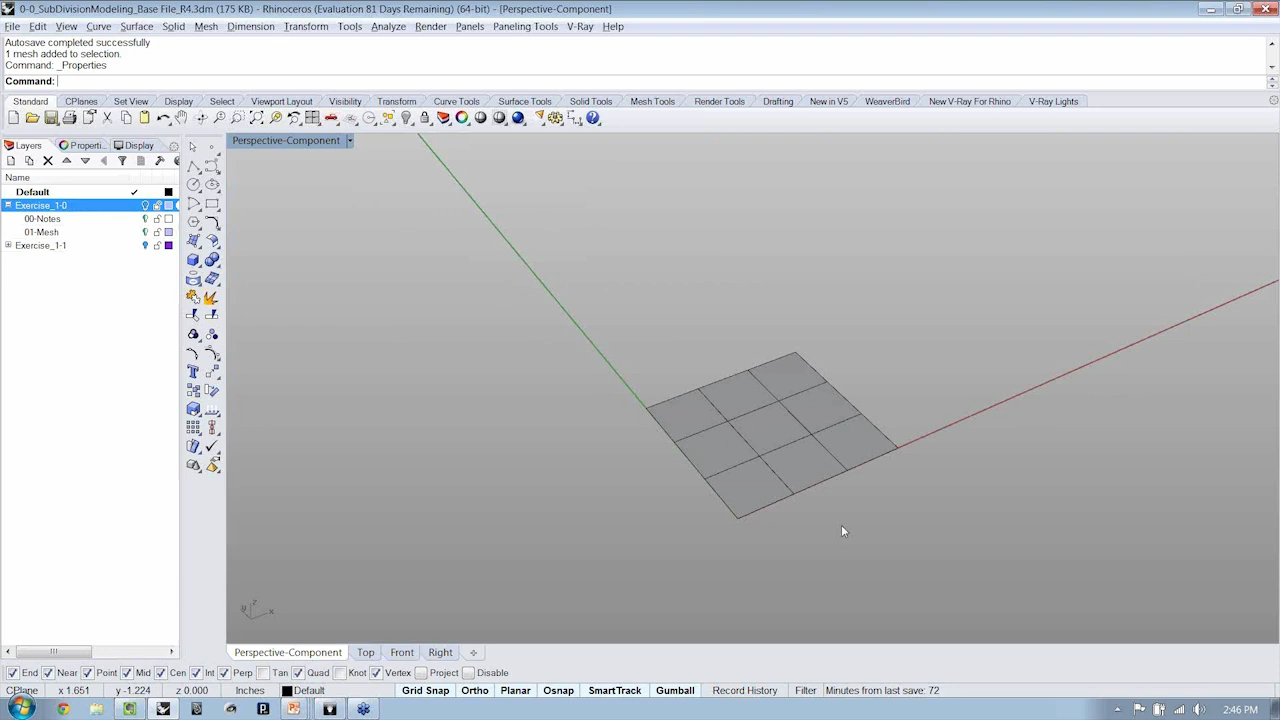 0-0_SubDivisionModeling_Base File_R4.3dm (175 KB) - Rhinoceros (Evaluation 81 Days Remaining) (64-bit) - [Perspective-Component]
File Edit View Curve Surface Solid Mesh Dimension Transform Tools Analyze Render Panels Paneling Tools V-Ray Help
Autosave completed successfully
1 mesh added to selection.
Command: _Properties
Command:
Standard CPlanes Set View Display Select Viewport Layout Visibility Transform Curve Tools Surface Tools Solid Tools Mesh Tools Render Tools Drafting New in V5 WeaverBird New V-Ray For Rhino V-Ray Lights
Layers Properti... Display
Perspective-Component
Name
Default
Exercise_1-0
00-Notes
01-Mesh
Exercise_1-1
z
y x
Perspective-Component Top Front Right
End Near Point Mid Cen Int Perp Tan Quad Knot Vertex Project Disable
CPlane x 1.651 y -1.224 z 0.000 Inches Default Grid Snap Ortho Planar Osnap SmartTrack Gumball Record History Filter Minutes from last save: 72
2:46 PM